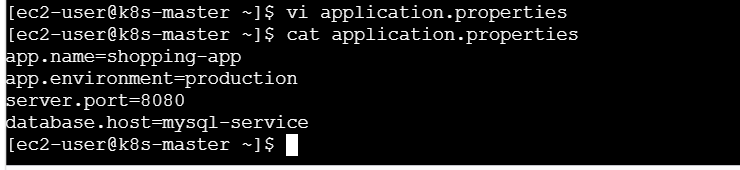 [ec2-user@k8s-master ~]$ vi application.properties
[ec2-user@k8s-master ~]$ cat application.properties
app.name=shopping-app
app.environment=production
server.port=8080
database.host=mysql-service
[ec2-user@k8s-master ~]$